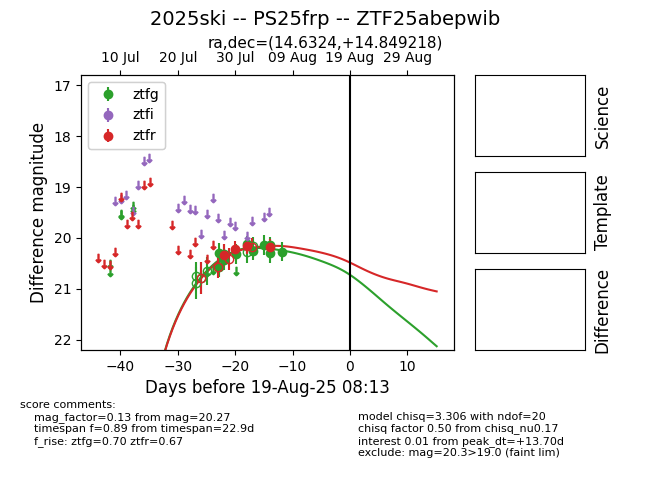 2025ski -- PS25frp -- ZTF25abepwib
ra,dec=(14.6324,+14.849218)
10 Jul 20 Jul 30 Jul 09 Aug 19 Aug 29 Aug
ztfg
ztfi
ztfr
17
18
19
20
21
22
Difference magnitude
−40 −30 −20 −10 0 10
Days before 19-Aug-25 08:13
Science
Template
Difference
score comments:
mag_factor=0.13 from mag=20.27
timespan f=0.89 from timespan=22.9d
f_rise: ztfg=0.70 ztfr=0.67
model chisq=3.306 with ndof=20
chisq factor 0.50 from chisq_nu0.17
interest 0.01 from peak_dt=+13.70d
exclude: mag=20.3>19.0 (faint lim)